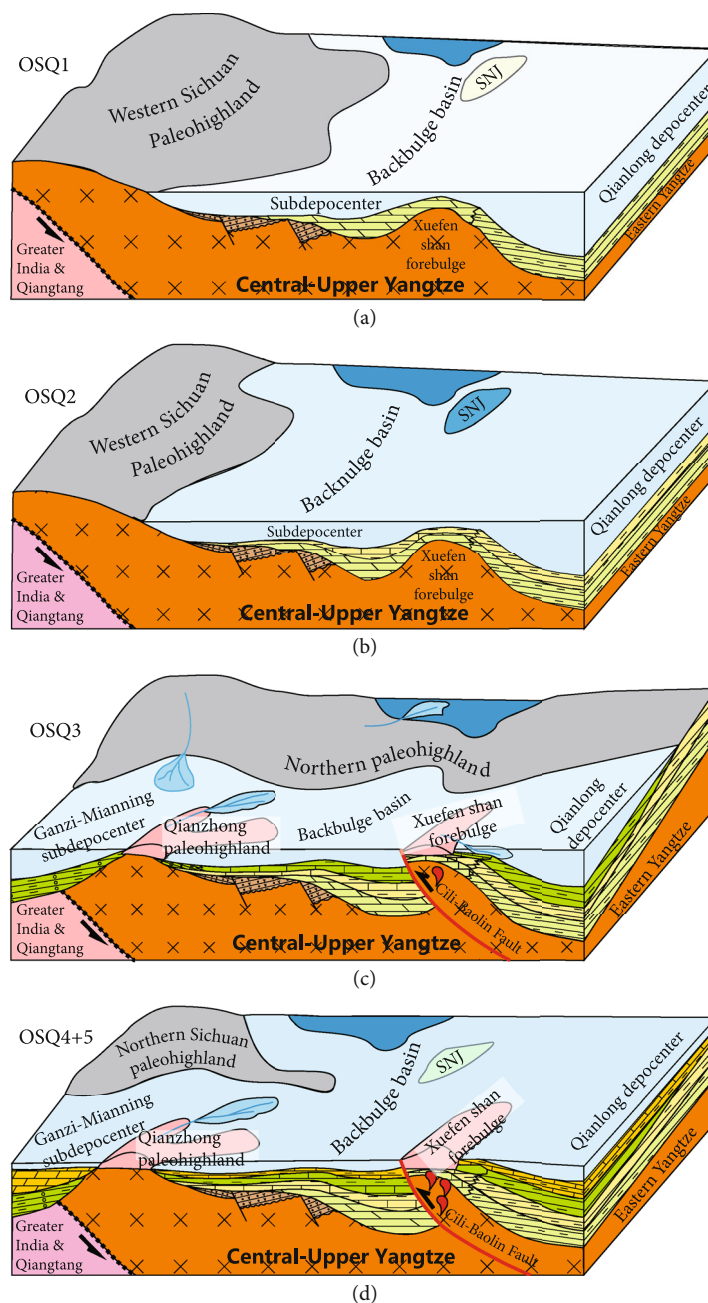 OSQ1
Western Sichuan
Paleohighland
SNJ
Backbulge basin
Qianlong depocenter
Eastern Yangtze
Subdepocenter
Xuefen
shan
forebulge
Greater
India &
Qiangtang
Central-Upper Yangtze
(a)
OSQ2
Western Sichuan
Paleohighland
SNJ
Backnulge basin
Qianlong depocenter
Eastern Yangtze
Subdepocenter
Xuefen
shan
forebulge
Greater
India &
Qiangtang
Central-Upper Yangtze
(b)
OSQ3
Northern paleohighland
Ganzi-Mianning
subdepocenter
Qianzhong
paleohighland
Backbulge basin
Xuefen shan
forebulge
Qianlong
depocenter
Eastern Yangtze
Cili-Baolin Fault
Greater
India &
Qiangtang
Central-Upper Yangtze
(c)
OSQ4+5
Northern Sichuan
paleohighland
SNJ
Backbulge basin
Ganzi-Mianning
subdepocenter
Qianzhong
paleohighland
Xuefen shan
forebulge
Qianlong depocenter
Eastern Yangtze
Cili-Baolin Fault
Greater
India &
Qiangtang
Central-Upper Yangtze
(d)